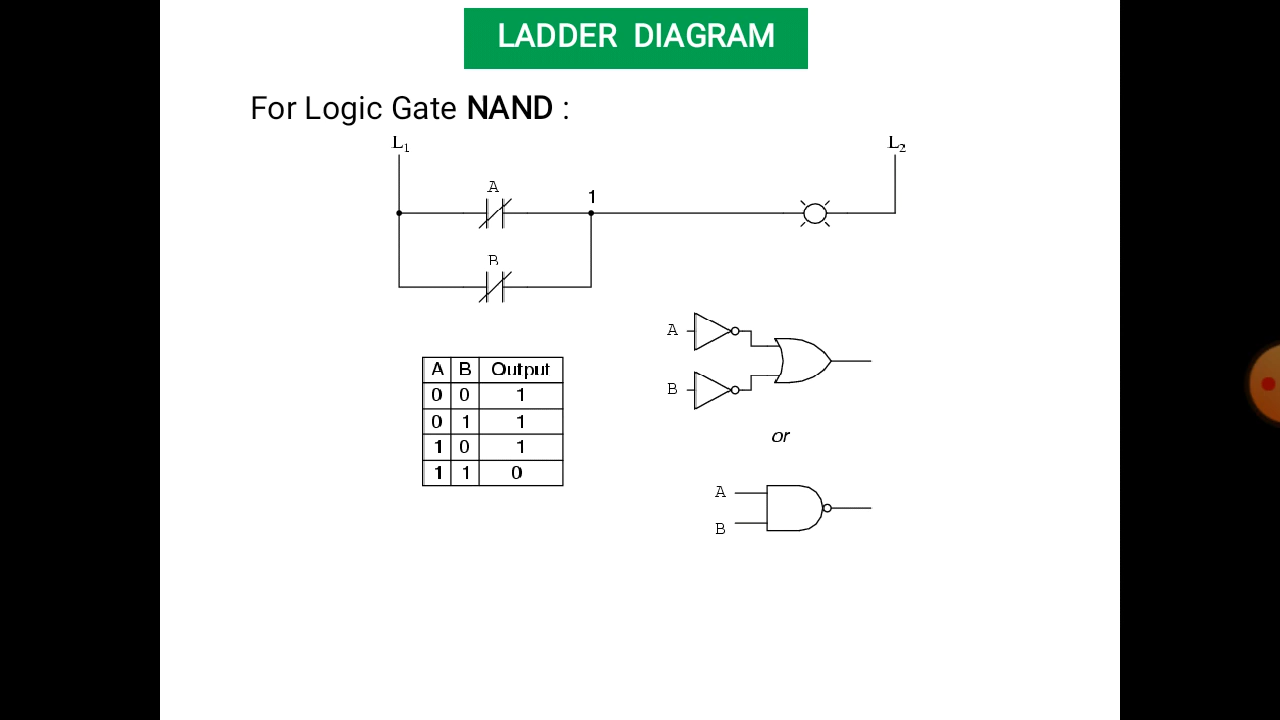 LADDER DIAGRAM
For Logic Gate NAND :
L1 L2
A 1
B
A
B
A B Output
0 0 1
0 1 1
1 0 1
1 1 0
or
A
B